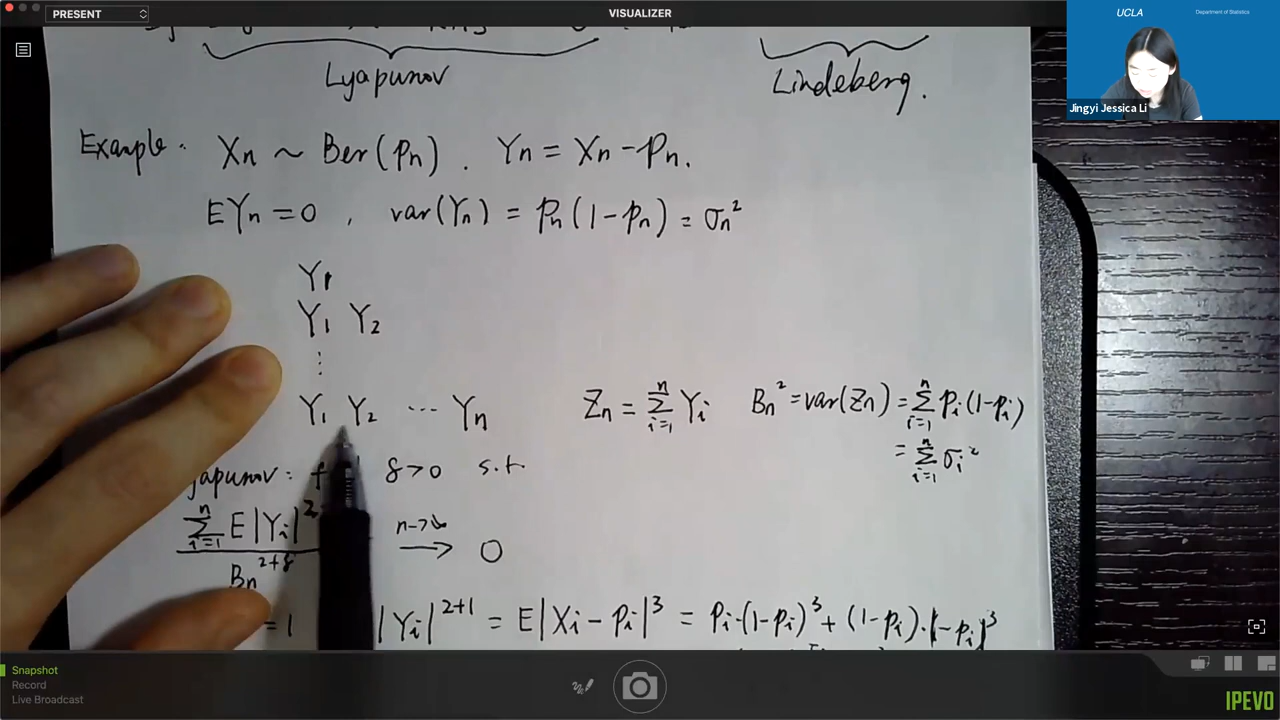 PRESENT
VISUALIZER
UCLA
Department of Statistics
Jingyi Jessica Li
Lyapunov
Lindeberg.
Example. Xn ~ Ber(pn). Yn = Xn - pn.
EYn = 0, var(Yn) = pn(1-pn) = σn²
Y1
Y1 Y2
⋮
Y1 Y2 ⋯ Yn Zn = Σ_{i=1}^{n} Yi Bn² = var(Zn) = Σ_{i=1}^{n} pi(1-pi)
= Σ_{i=1}^{n} σi²
apunov: δ>0 s.t.
Σ_{i=1}^{n} E|Yi|^2
n→∞
→ 0
Bn^{2+δ}
=1 |Yi|^{2+1} = E|Xi - pi|³ = pi·(1-pi)³ + (1-pi)·|-pi|³
Snapshot
Record
Live Broadcast
IPEVO